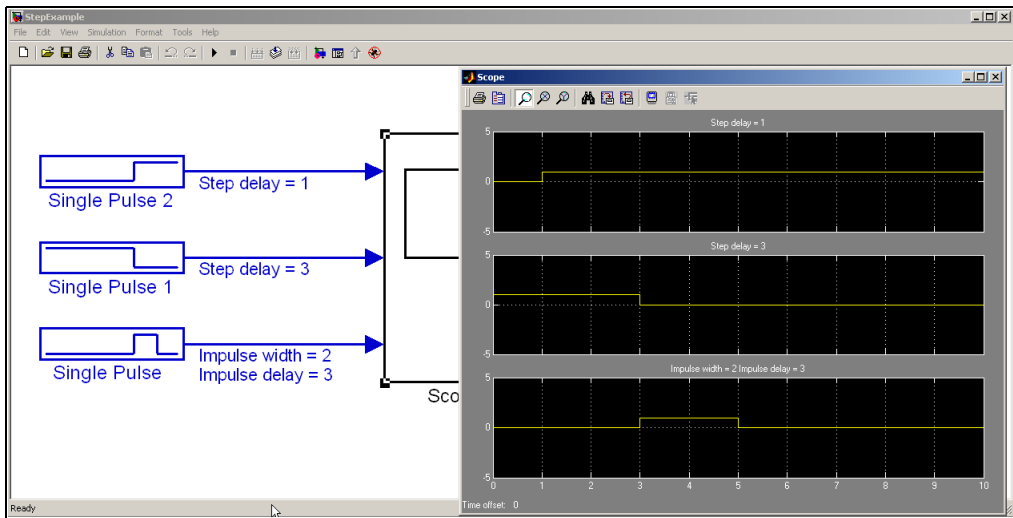 StepExample
File Edit View Simulation Format Tools Help
Step delay = 1
Single Pulse 2
Step delay = 3
Single Pulse 1
Impulse width = 2
Impulse delay = 3
Single Pulse
Sco
Scope
Step delay = 1
5
0
-5
Step delay = 3
5
0
-5
Impulse width = 2 Impulse delay = 3
5
0
-5
0 1 2 3 4 5 6 7 8 9 10
Time offset: 0
Ready